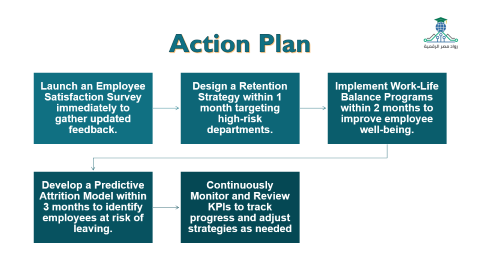 رواد مصر الرقمية
Action Plan
Launch an Employee
Satisfaction Survey
immediately to
gather updated
feedback.
Design a Retention
Strategy within 1
month targeting
high-risk
departments.
Implement Work-Life
Balance Programs
within 2 months to
improve employee
well-being.
Develop a Predictive
Attrition Model within
3 months to identify
employees at risk of
leaving.
Continuously
Monitor and Review
KPIs to track
progress and adjust
strategies as needed